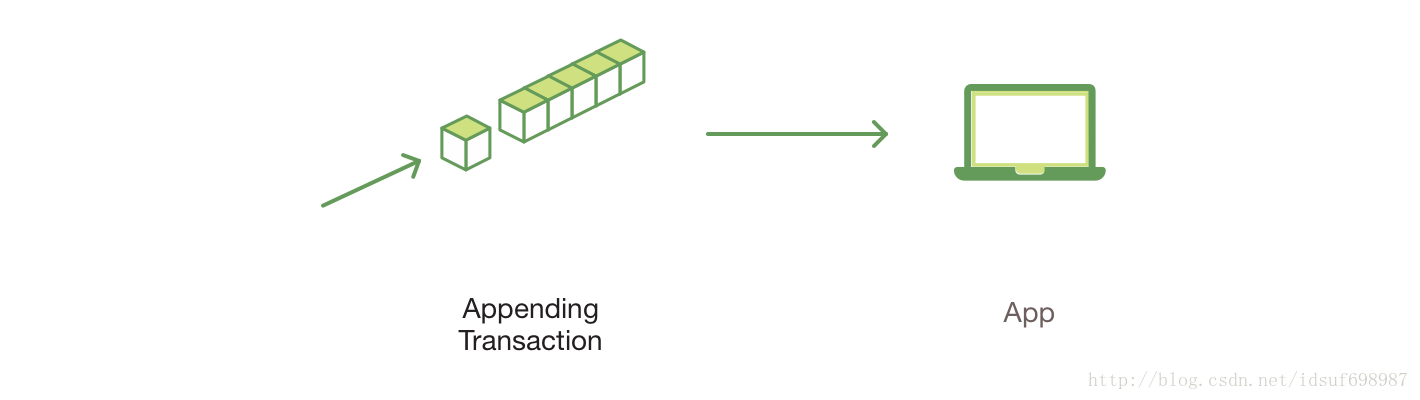 Appending
Transaction
App
http://blog.csdn.net/idsuf698987